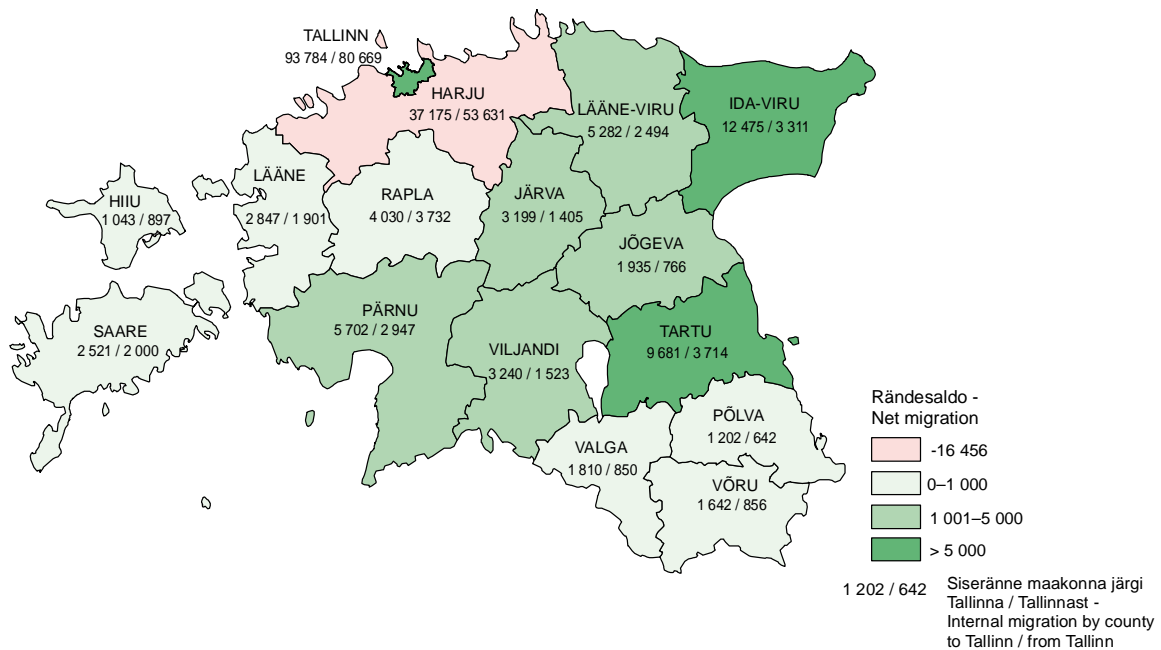 TALLINN
93 784 / 80 669
HARJU
37 175 / 53 631
LÄÄNE-VIRU
5 282 / 2 494
IDA-VIRU
12 475 / 3 311
LÄÄNE
2 847 / 1 901
RAPLA
4 030 / 3 732
JÄRVA
3 199 / 1 405
HIIU
1 043 / 897
JÕGEVA
1 935 / 766
SAARE
2 521 / 2 000
PÄRNU
5 702 / 2 947
VILJANDI
3 240 / 1 523
TARTU
9 681 / 3 714
PÕLVA
1 202 / 642
VALGA
1 810 / 850
VÕRU
1 642 / 856
Rändesaldo -
Net migration
-16 456
0–1 000
1 001–5 000
> 5 000
1 202 / 642
Siseränne maakonna järgi
Tallinna / Tallinnast -
Internal migration by county
to Tallinn / from Tallinn